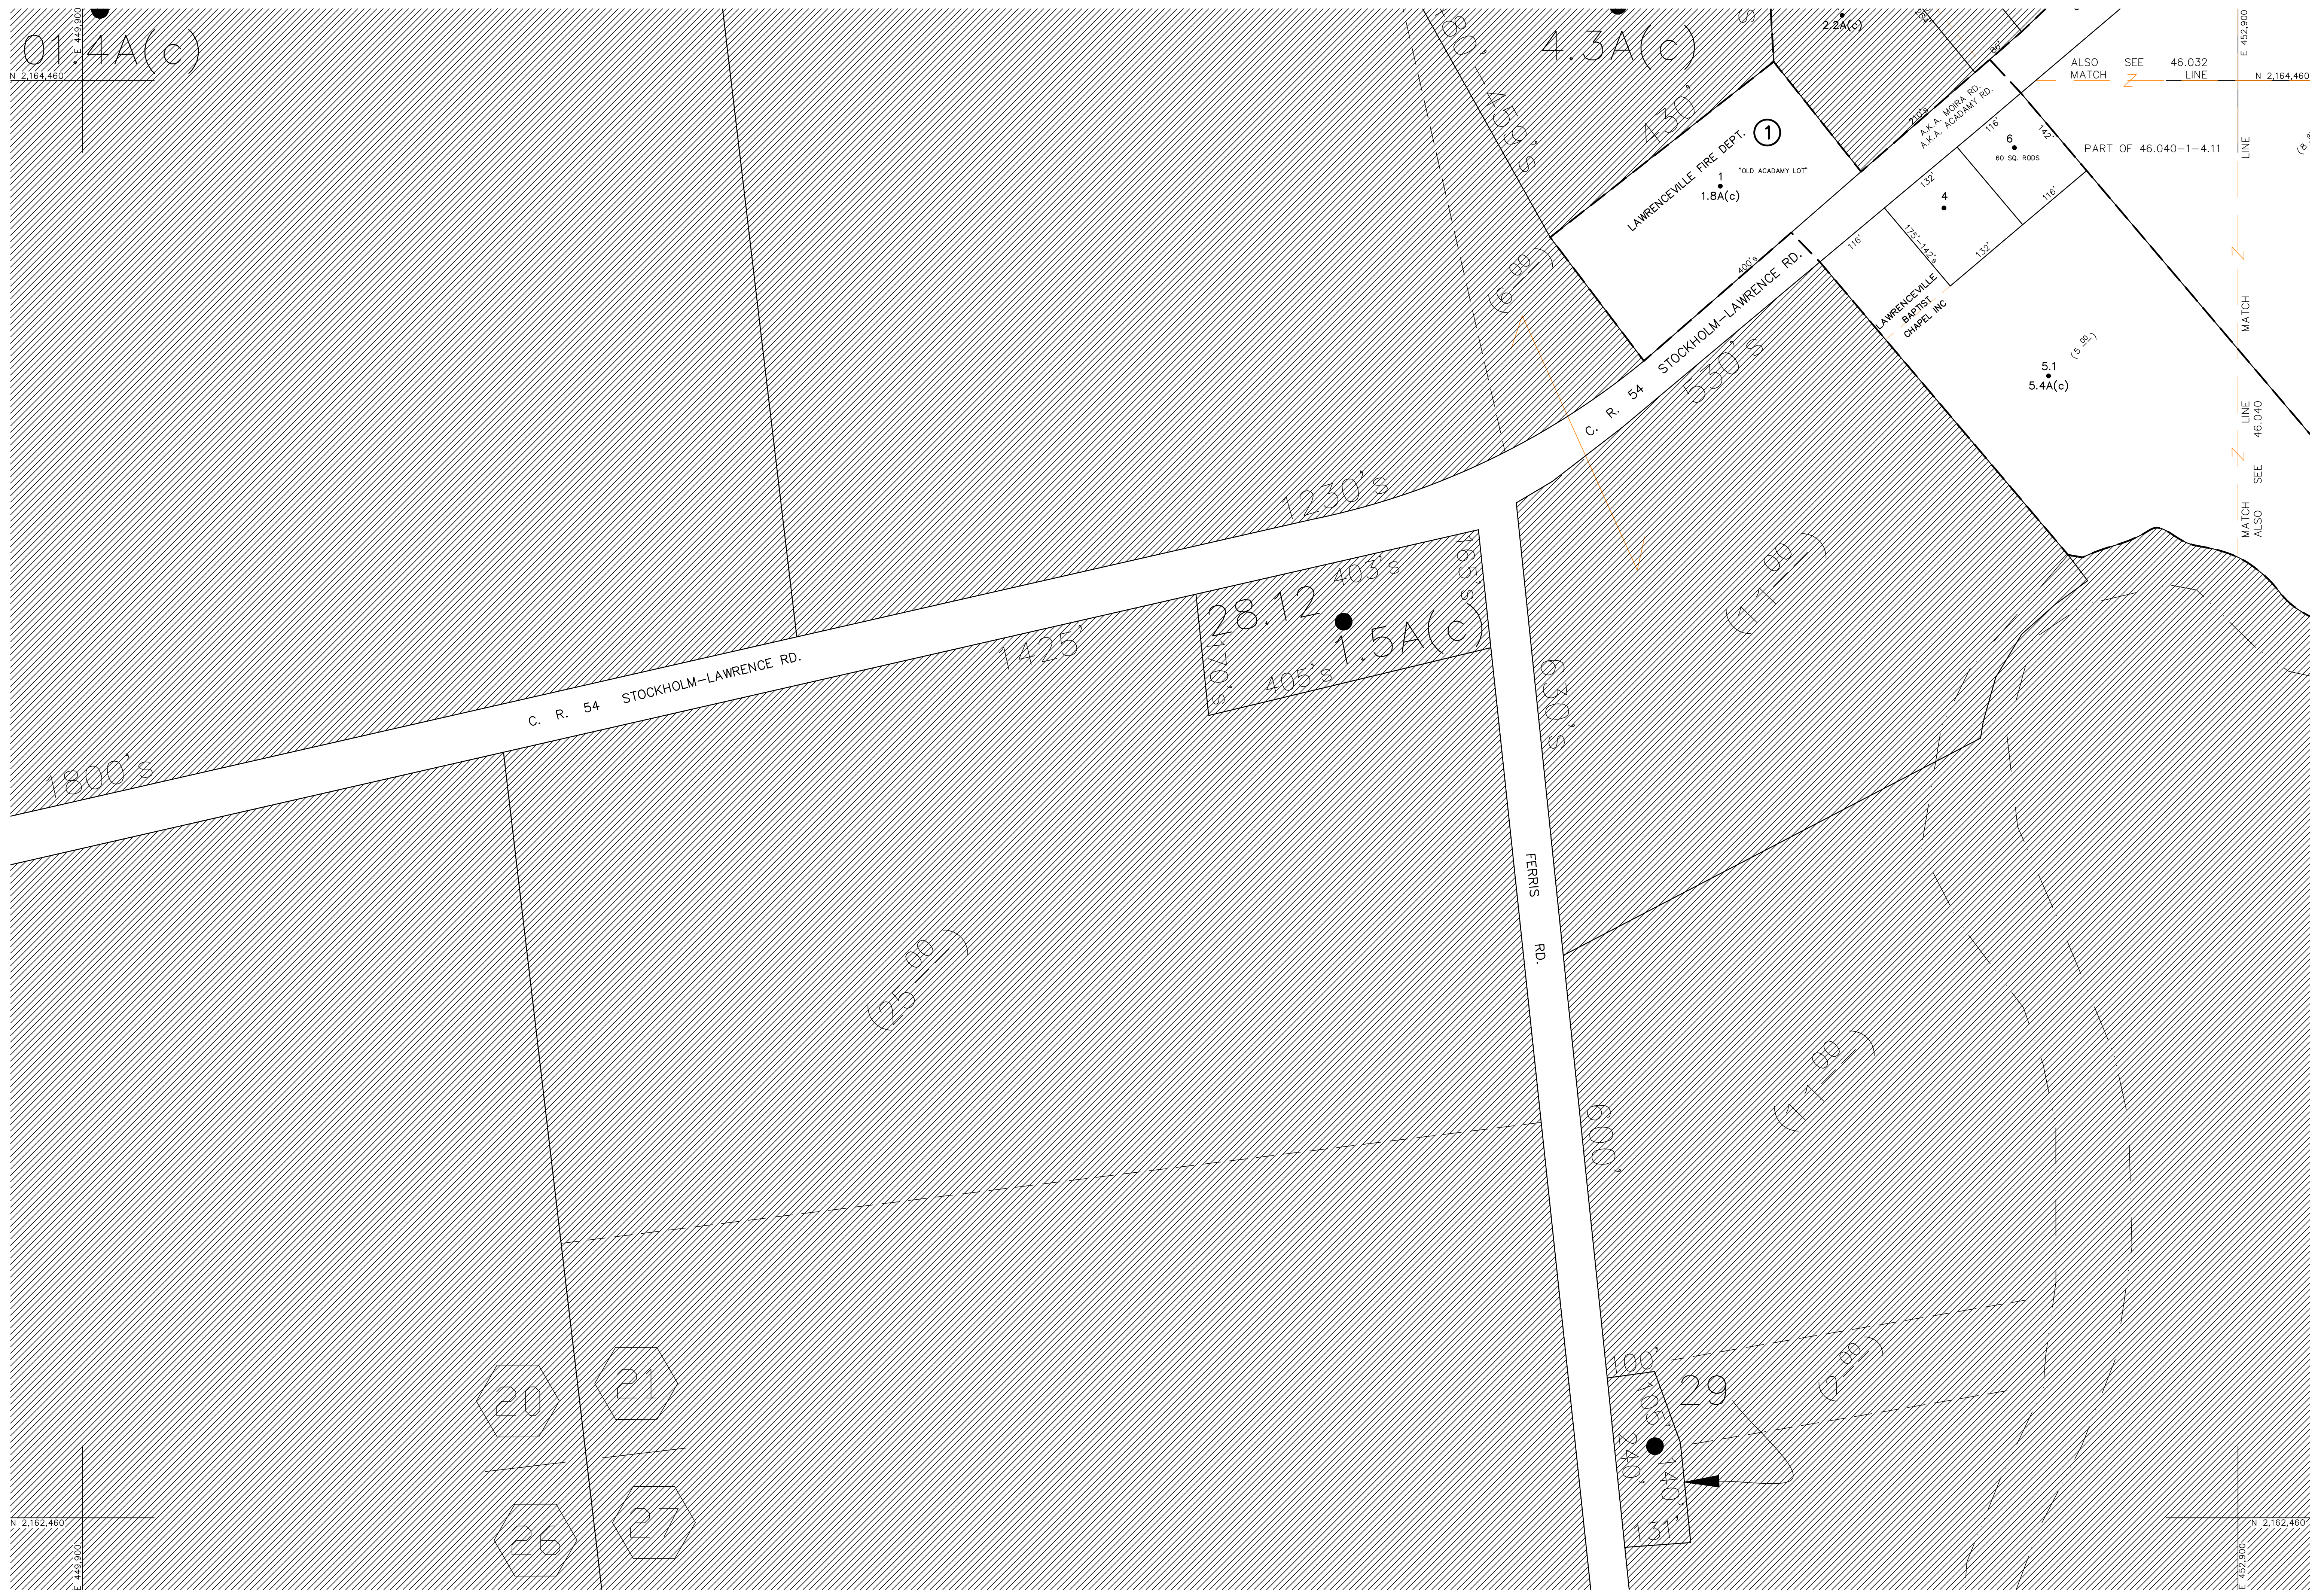 01.4A(c)
E 449,900
N 2,164,460
480'
459's
4.3A(c)
430'
S
2.2A(c)
264'
86'
ALSO SEE 46.032
MATCH Z LINE
E 452,900
N 2,164,460
LAWRENCEVILLE FIRE DEPT.
1
"OLD ACADAMY LOT"
1
1.8A(c)
210's
A.K.A. MOIRA RD.
A.K.A. ACADAMY RD.
116'
142'
6
60 SQ. RODS
116'
132'
4
175'-142's
132'
116'
PART OF 46.040-1-4.11
LINE
Z
MATCH
LINE
46.040
Z
SEE
MATCH
ALSO
(6.00)
400's
C. R. 54 STOCKHOLM-LAWRENCE RD.
530's
LAWRENCEVILLE
BAPTIST
CHAPEL INC
5.1
5.4A(c)
(5.00)
1230's
403's
165's
28.12
1.5A(c)
170's
405's
1425'
C. R. 54 STOCKHOLM-LAWRENCE RD.
1800's
(11.00)
630's
FERRIS RD.
(25.00)
(11.00)
600'
100'
105'
29
(2.00)
240'
140'
131'
20
21
26
27
N 2,162,460
E 449,900
N 2,162,460
E 452,900